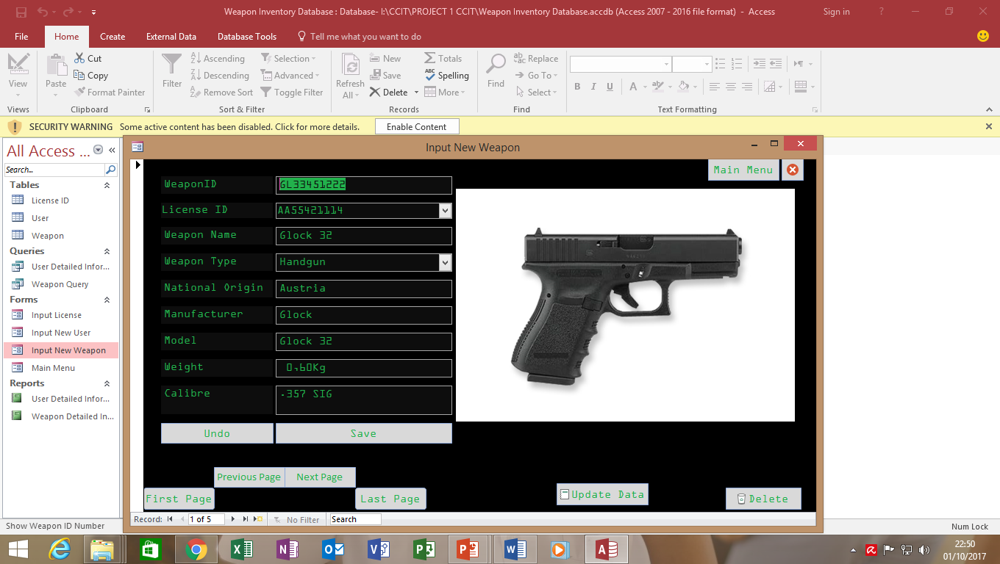 Weapon Inventory Database : Database- I:\CCIT\PROJECT 1 CCIT\Weapon Inventory Database.accdb (Access 2007 - 2016 file format) - Access
Sign in
?
File Home Create External Data Database Tools Tell me what you want to do
View
Views
Paste
Cut
Copy
Format Painter
Clipboard
Filter
Ascending
Descending
Remove Sort
Selection
Advanced
Toggle Filter
Sort & Filter
Refresh
All
New
Save
Delete
Totals
Spelling
More
Records
Find
Replace
Go To
Select
Find
B I U A
Text Formatting
SECURITY WARNING Some active content has been disabled. Click for more details. Enable Content
All Access ...
Search...
Tables
License ID
User
Weapon
Queries
User Detailed Infor...
Weapon Query
Forms
Input License
Input New User
Input New Weapon
Main Menu
Reports
User Detailed Infor...
Weapon Detailed In...
Input New Weapon
Main Menu
WeaponID GL33451222
License ID AA55421114
Weapon Name Glock 32
Weapon Type Handgun
National Origin Austria
Manufacturer Glock
Model Glock 32
Weight 0,60Kg
Calibre .357 SIG
Undo Save
Previous Page Next Page
First Page Last Page Update Data Delete
Record: 1 of 5 No Filter Search
Show Weapon ID Number
Num Lock
22:50
01/10/2017